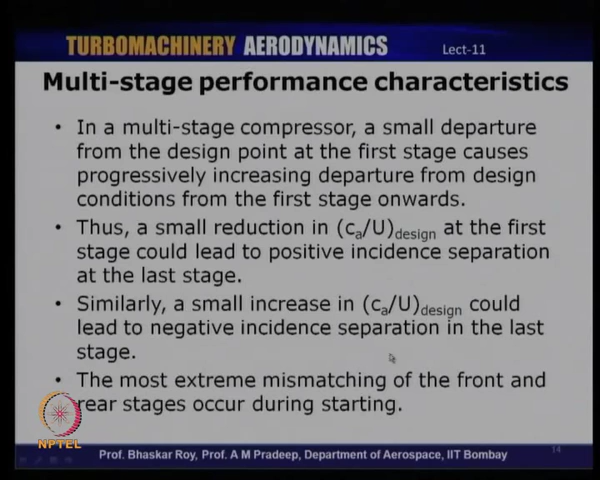 TURBOMACHINERY AERODYNAMICS
Lect-11
Multi-stage performance characteristics
• In a multi-stage compressor, a small departure
from the design point at the first stage causes
progressively increasing departure from design
conditions from the first stage onwards.
• Thus, a small reduction in (cₐ/U)design at the first
stage could lead to positive incidence separation
at the last stage.
• Similarly, a small increase in (cₐ/U)design could
lead to negative incidence separation in the last
stage.
• The most extreme mismatching of the front and
rear stages occur during starting.
NPTEL
Prof. Bhaskar Roy, Prof. A M Pradeep, Department of Aerospace, IIT Bombay
14